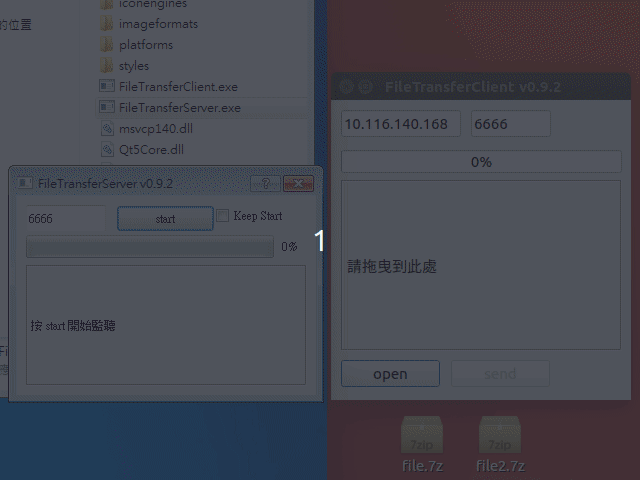 的位置
iconengines
imageformats
platforms
styles
FileTransferClient.exe
FileTransferServer.exe
msvcp140.dll
Qt5Core.dll
FileTransferServer v0.9.2
6666
start
Keep Start
0%
按 start 開始監聽
1
FileTransferClient v0.9.2
10.116.140.168
6666
0%
請拖曳到此處
open
send
7zip
file.7z
7zip
file2.7z